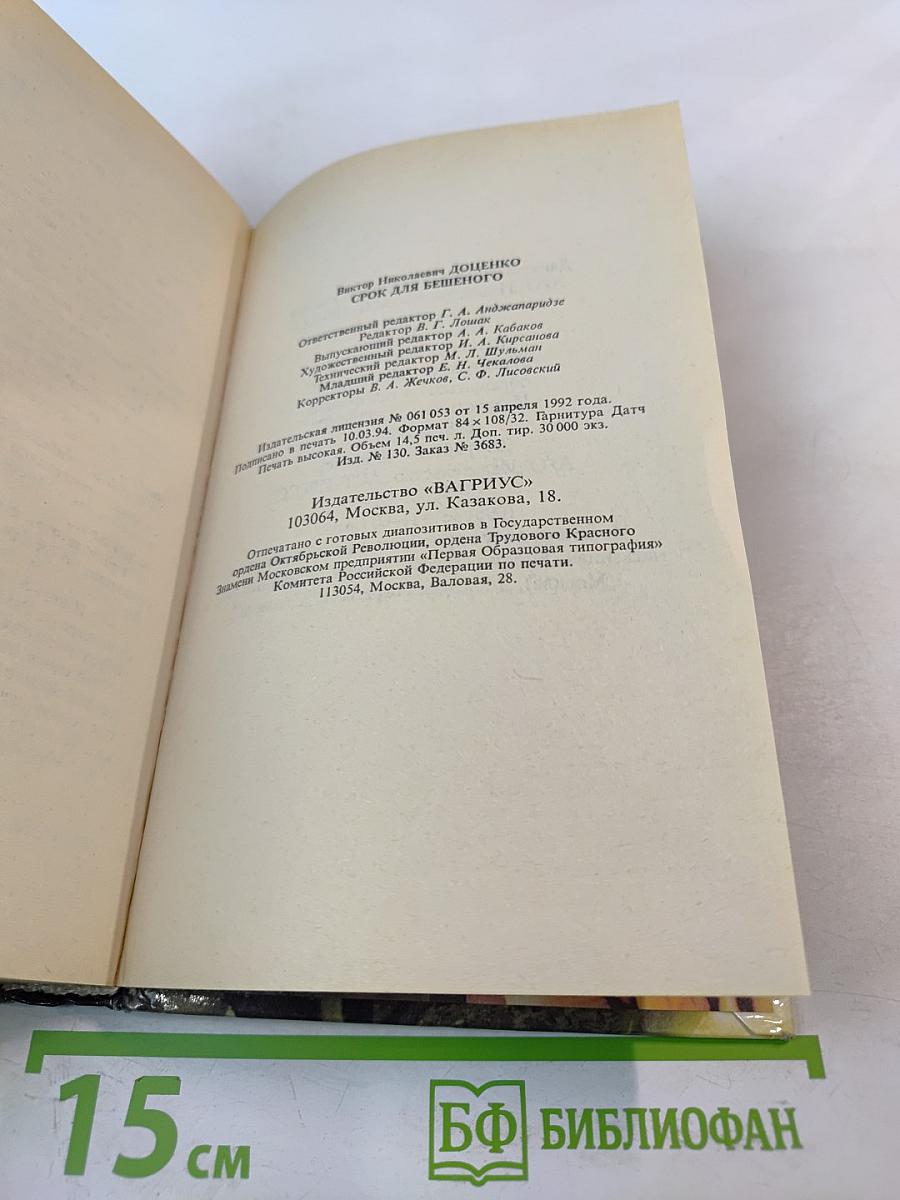 Виктор Николаевич ДОЦЕНКО
СРОК ДЛЯ БЕШЕНОГО
Ответственный редактор Г. А. Анджапаридзе
Редактор В. Г. Лошак
Выпускающий редактор А. А. Кабаков
Художественный редактор И. А. Кирсанова
Технический редактор М. Л. Шульман
Младший редактор Е. Н. Чекалова
Корректоры В. А. Жечков, С. Ф. Лисовский
Издательская лицензия № 061 053 от 15 апреля 1992 года.
Подписано в печать 10.03.94. Формат 84 × 108/32. Гарнитура Датч
Печать высокая. Объем 14,5 печ. л. Доп. тир. 30 000 экз.
Изд. № 130. Заказ № 3683.
Издательство «ВАГРИУС»
103064, Москва, ул. Казакова, 18.
Отпечатано с готовых диапозитивов в Государственном
ордена Октябрьской Революции, ордена Трудового Красного
Знамени Московском предприятии «Первая Образцовая типография»
Комитета Российской Федерации по печати.
113054, Москва, Валовая, 28.
15 см
БФ БИБЛИОФАН